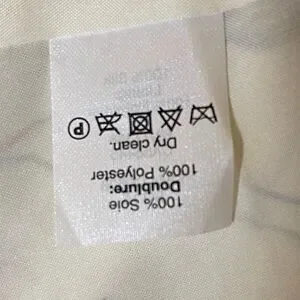 100% Soie
Doublure:
100% Polyester
Dry clean.
P